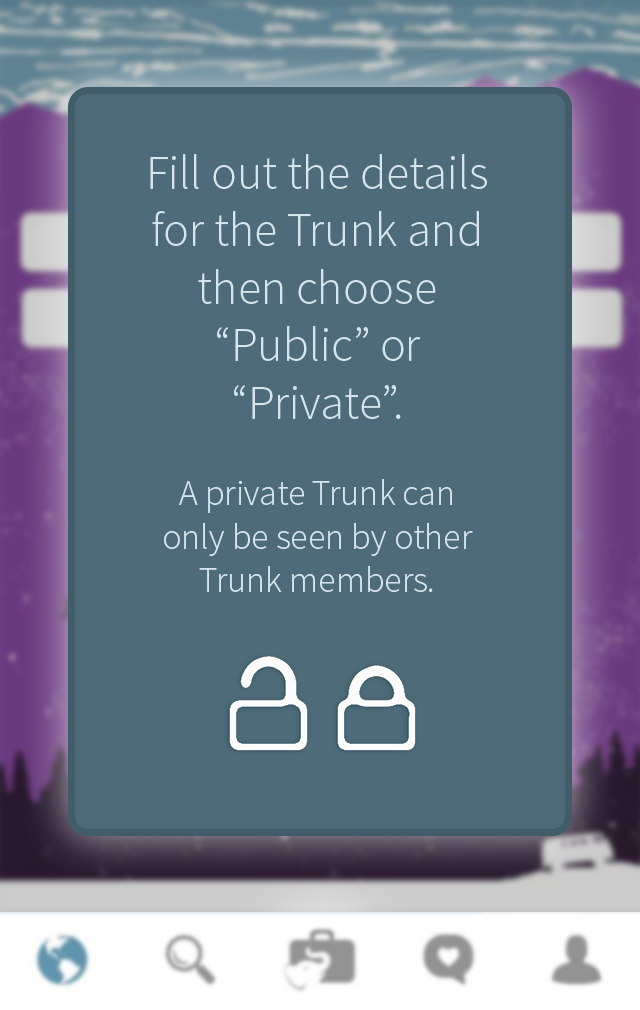 Fill out the details
for the Trunk and
then choose
“Public” or
“Private”.
A private Trunk can
only be seen by other
Trunk members.